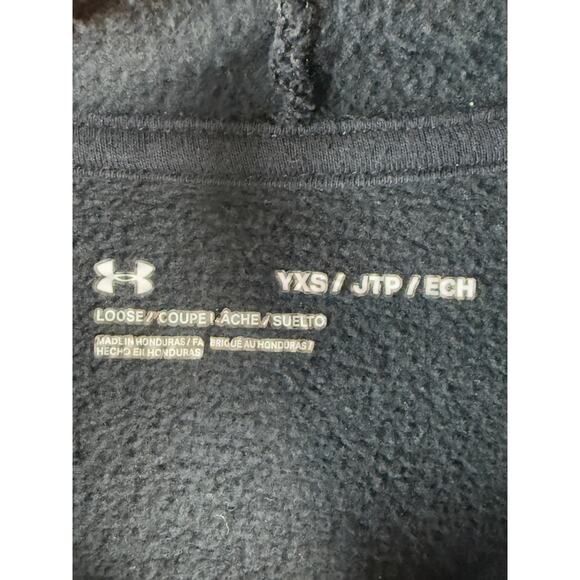 YXS / JTP / ECH
LOOSE / COUPE LÂCHE / SUELTO
MADE IN HONDURAS / FABRIQUÉ AU HONDURAS /
HECHO EN HONDURAS